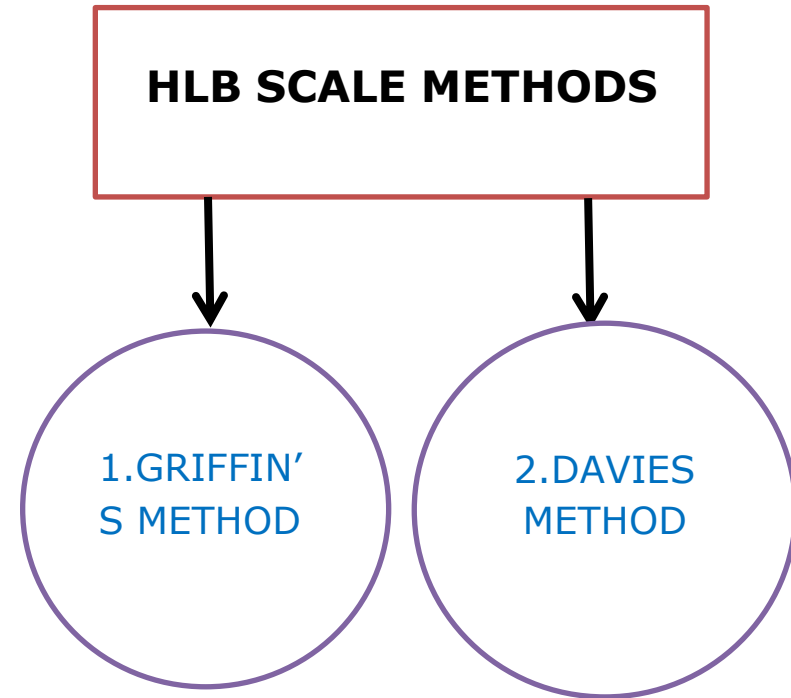 HLB SCALE METHODS
1.GRIFFIN’
S METHOD
2.DAVIES
METHOD